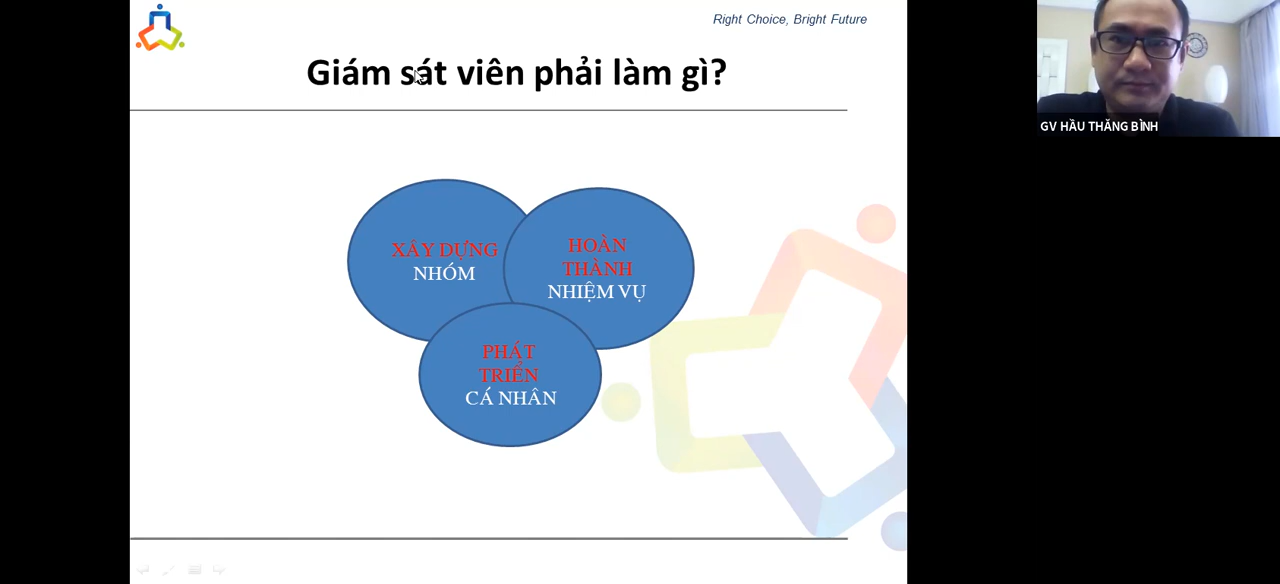 Right Choice, Bright Future
Giám sát viên phải làm gì?
XÂY DỰNG
NHÓM
HOÀN
THÀNH
NHIỆM VỤ
PHÁT
TRIỂN
CÁ NHÂN
GV HẦU THĂNG BÌNH